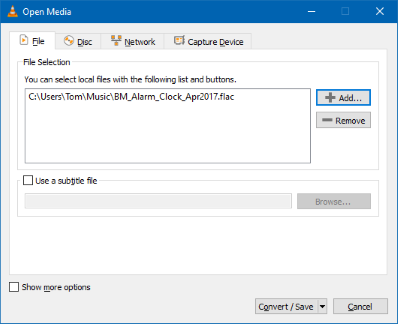 Open Media
File Disc Network Capture Device
File Selection
You can select local files with the following list and buttons.
C:\Users\Tom\Music\BM_Alarm_Clock_Apr2017.flac
Add...
Remove
Use a subtitle file
Browse...
Show more options
Convert / Save Cancel